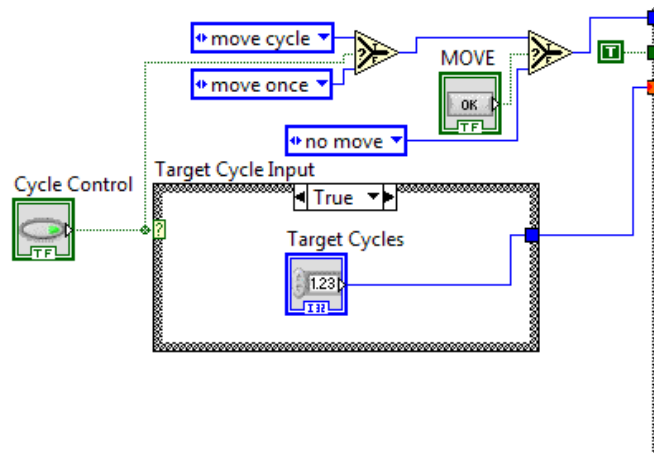 move cycle
T
?
F
move once
MOVE
OK
TF
T
?
F
T
no move
Target Cycle Input
True
Cycle Control
TF
?
Target Cycles
1.23
I32